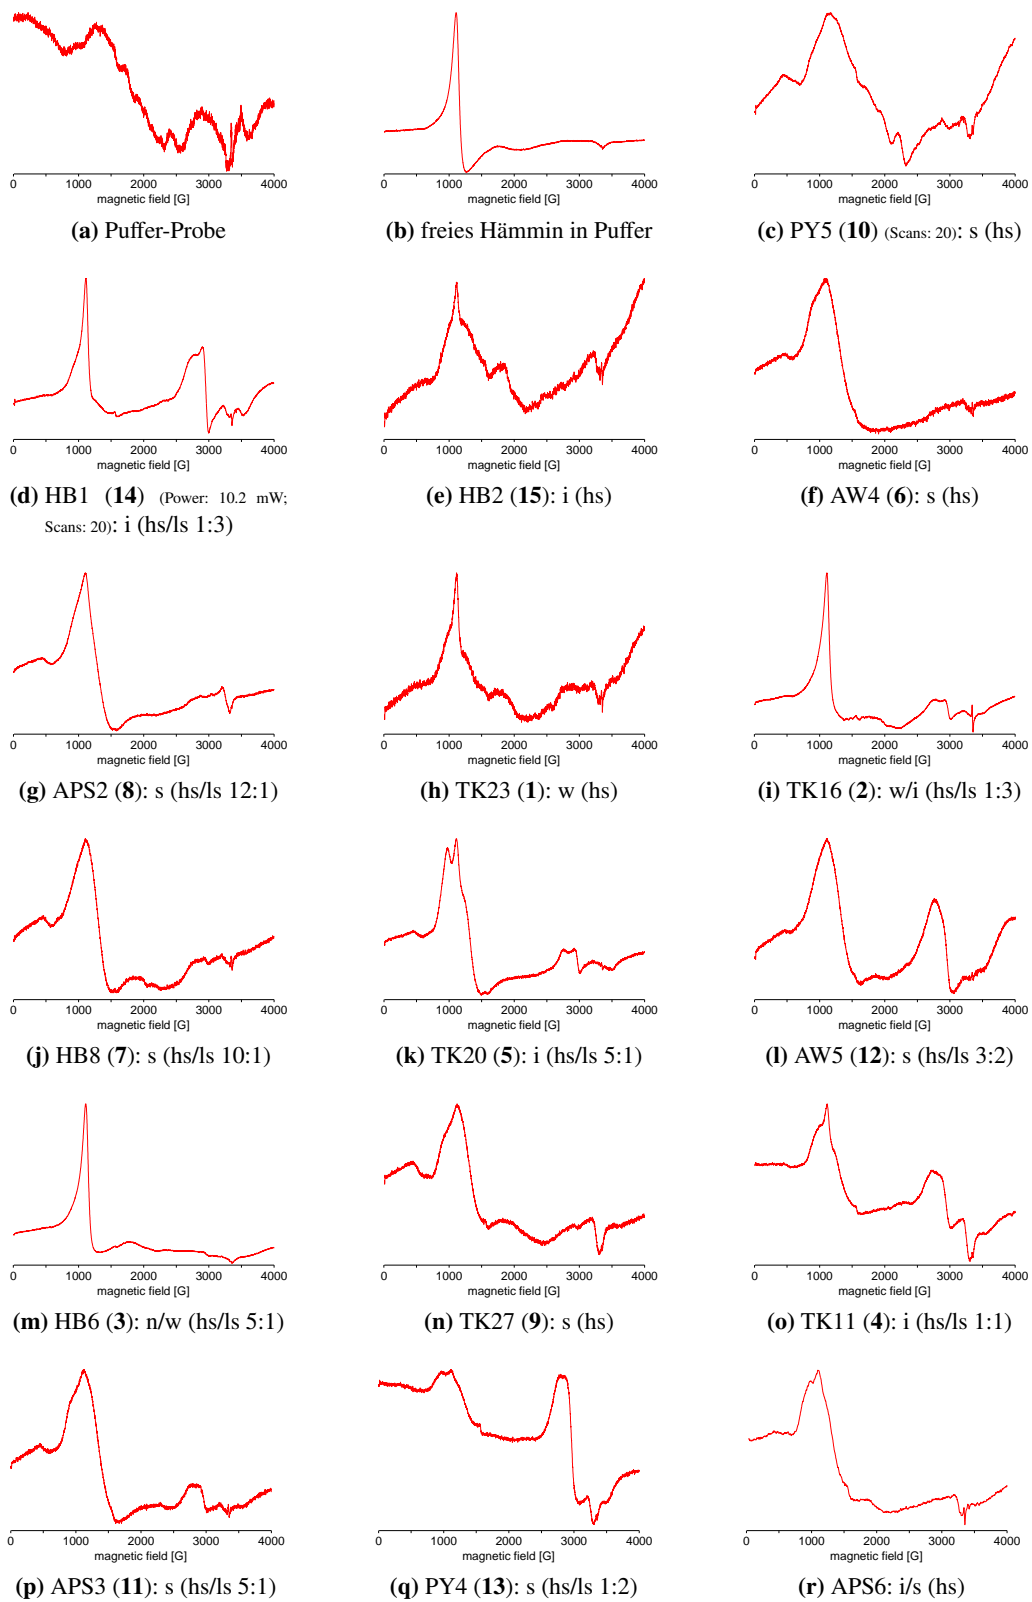 0 1000 2000 3000 4000
magnetic field [G]
(a) Puffer-Probe
0 1000 2000 3000 4000
magnetic field [G]
(b) freies Hämmin in Puffer
0 1000 2000 3000 4000
magnetic field [G]
(c) PY5 (10) (Scans: 20): s (hs)
0 1000 2000 3000 4000
magnetic field [G]
(d) HB1 (14) (Power: 10.2 mW;
Scans: 20): i (hs/ls 1:3)
0 1000 2000 3000 4000
magnetic field [G]
(e) HB2 (15): i (hs)
0 1000 2000 3000 4000
magnetic field [G]
(f) AW4 (6): s (hs)
0 1000 2000 3000 4000
magnetic field [G]
(g) APS2 (8): s (hs/ls 12:1)
0 1000 2000 3000 4000
magnetic field [G]
(h) TK23 (1): w (hs)
0 1000 2000 3000 4000
magnetic field [G]
(i) TK16 (2): w/i (hs/ls 1:3)
0 1000 2000 3000 4000
magnetic field [G]
(j) HB8 (7): s (hs/ls 10:1)
0 1000 2000 3000 4000
magnetic field [G]
(k) TK20 (5): i (hs/ls 5:1)
0 1000 2000 3000 4000
magnetic field [G]
(l) AW5 (12): s (hs/ls 3:2)
0 1000 2000 3000 4000
magnetic field [G]
(m) HB6 (3): n/w (hs/ls 5:1)
0 1000 2000 3000 4000
magnetic field [G]
(n) TK27 (9): s (hs)
0 1000 2000 3000 4000
magnetic field [G]
(o) TK11 (4): i (hs/ls 1:1)
0 1000 2000 3000 4000
magnetic field [G]
(p) APS3 (11): s (hs/ls 5:1)
0 1000 2000 3000 4000
magnetic field [G]
(q) PY4 (13): s (hs/ls 1:2)
0 1000 2000 3000 4000
magnetic field [G]
(r) APS6: i/s (hs)